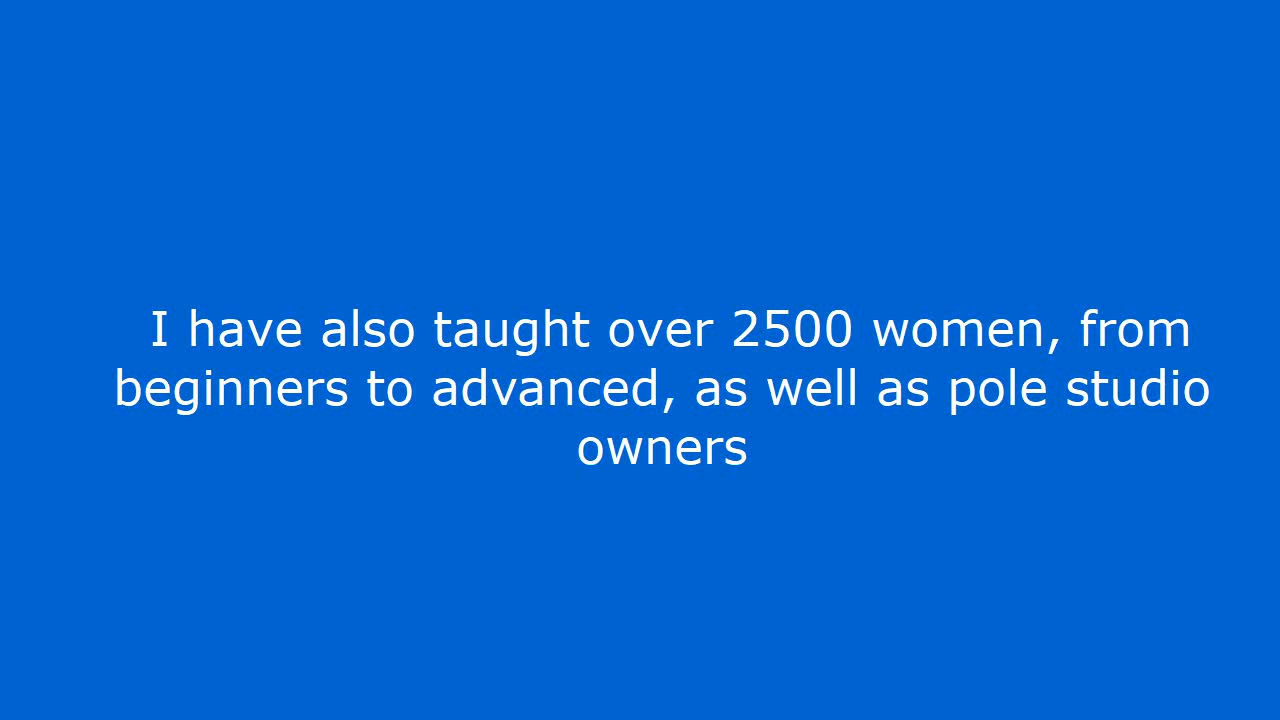 I have also taught over 2500 women, from
beginners to advanced, as well as pole studio
owners